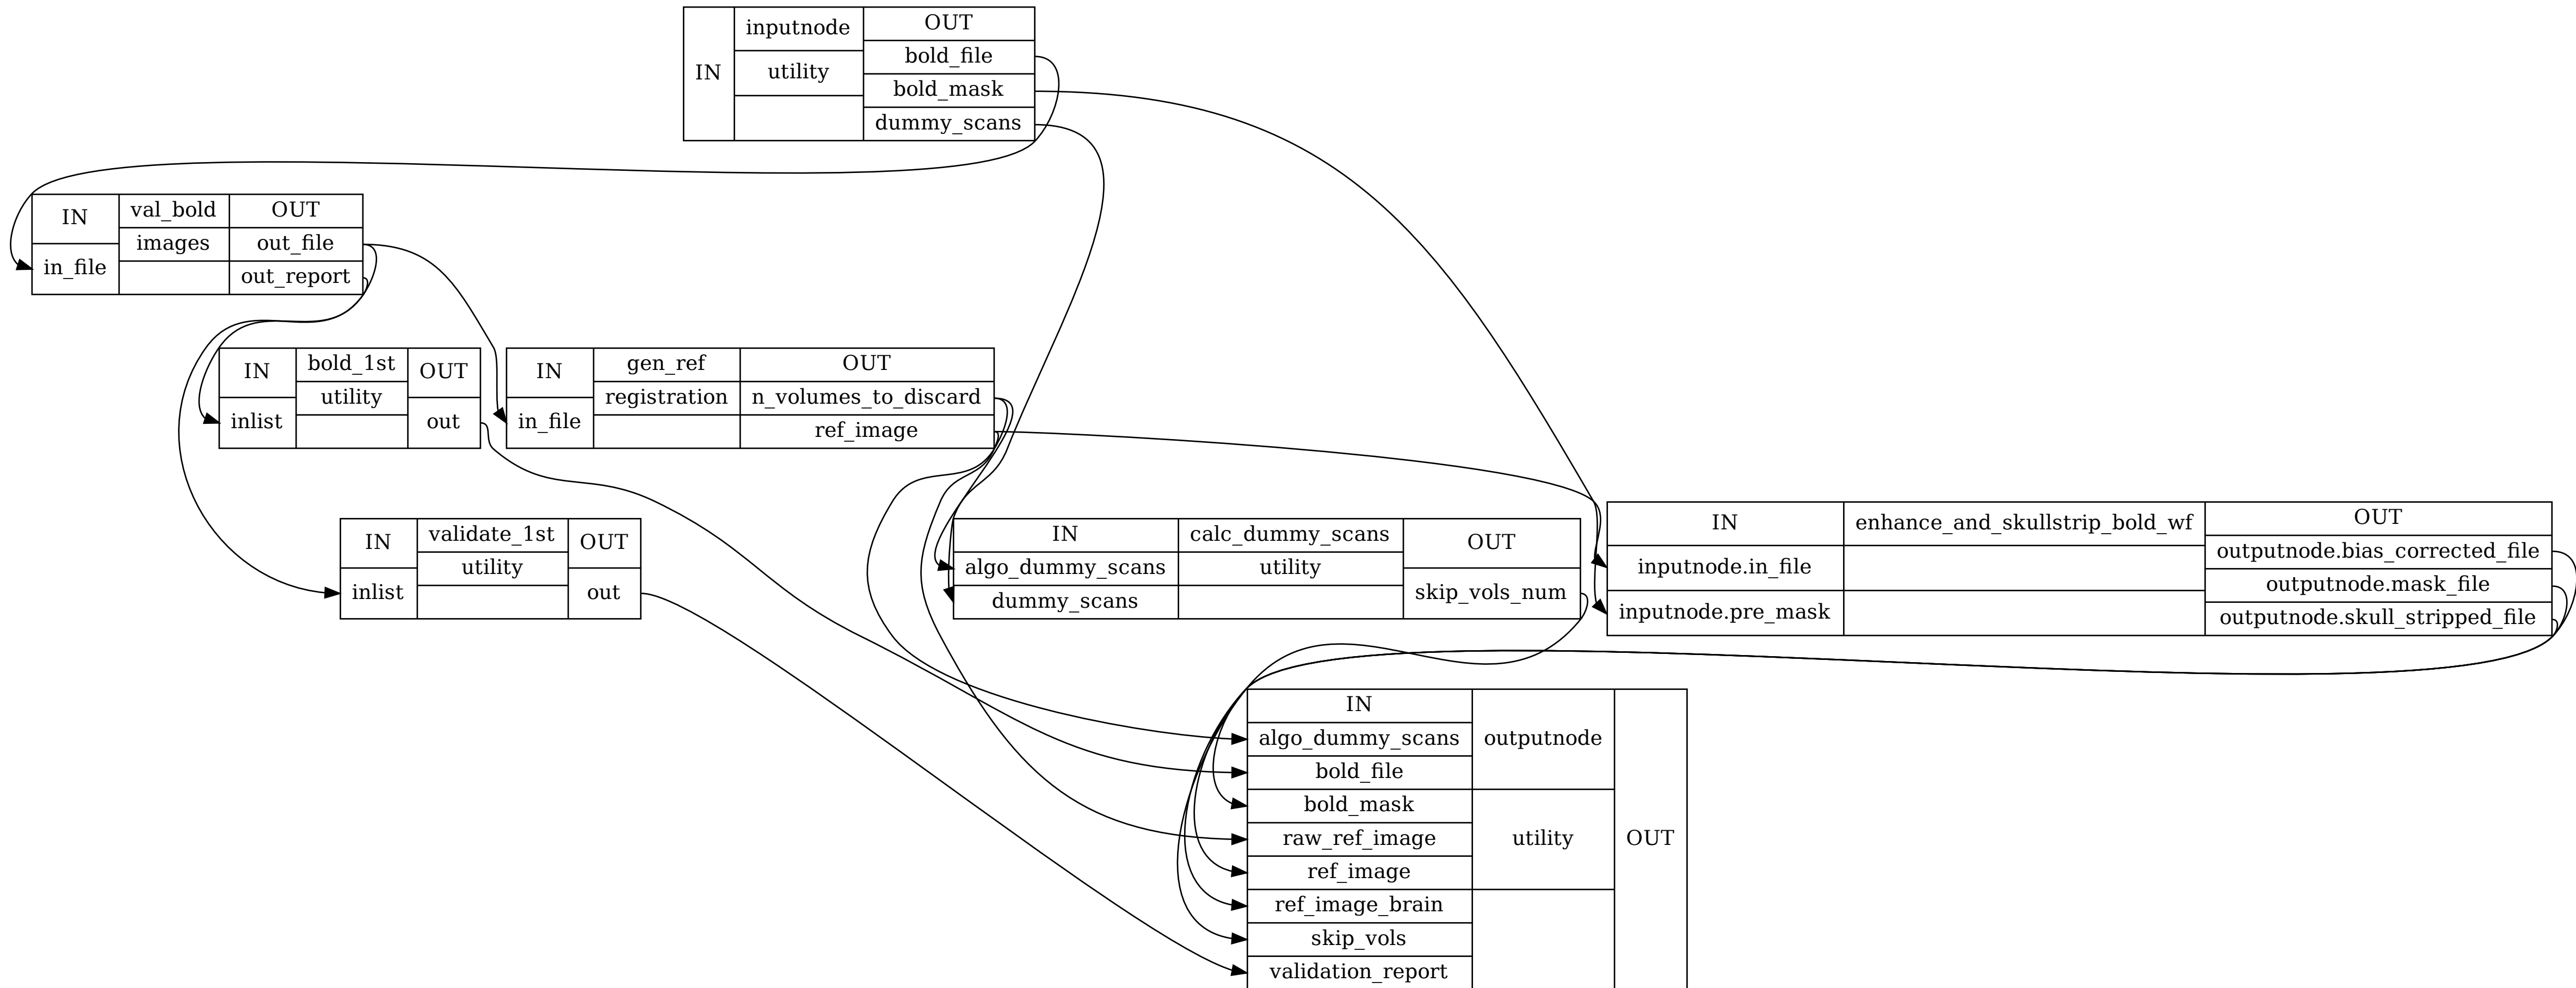 IN
inputnode
utility
OUT
bold_file
bold_mask
dummy_scans
IN
in_file
val_bold
images
OUT
out_file
out_report
IN
inlist
bold_1st
utility
OUT
out
IN
in_file
gen_ref
registration
OUT
n_volumes_to_discard
ref_image
IN
inlist
validate_1st
utility
OUT
out
IN
algo_dummy_scans
dummy_scans
calc_dummy_scans
utility
OUT
skip_vols_num
IN
inputnode.in_file
inputnode.pre_mask
enhance_and_skullstrip_bold_wf
OUT
outputnode.bias_corrected_file
outputnode.mask_file
outputnode.skull_stripped_file
IN
algo_dummy_scans
bold_file
bold_mask
raw_ref_image
ref_image
ref_image_brain
skip_vols
validation_report
outputnode
utility
OUT